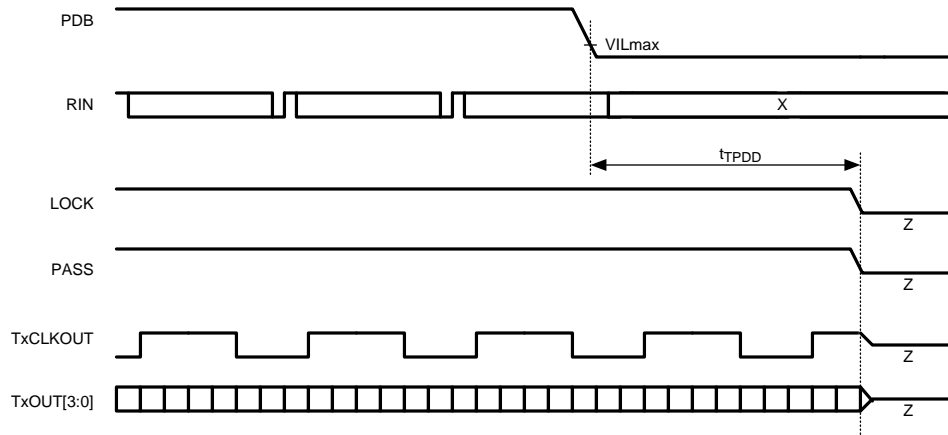 PDB
VILmax
RIN
X
tTPDD
LOCK
Z
PASS
Z
TxCLKOUT
Z
TxOUT[3:0]
Z